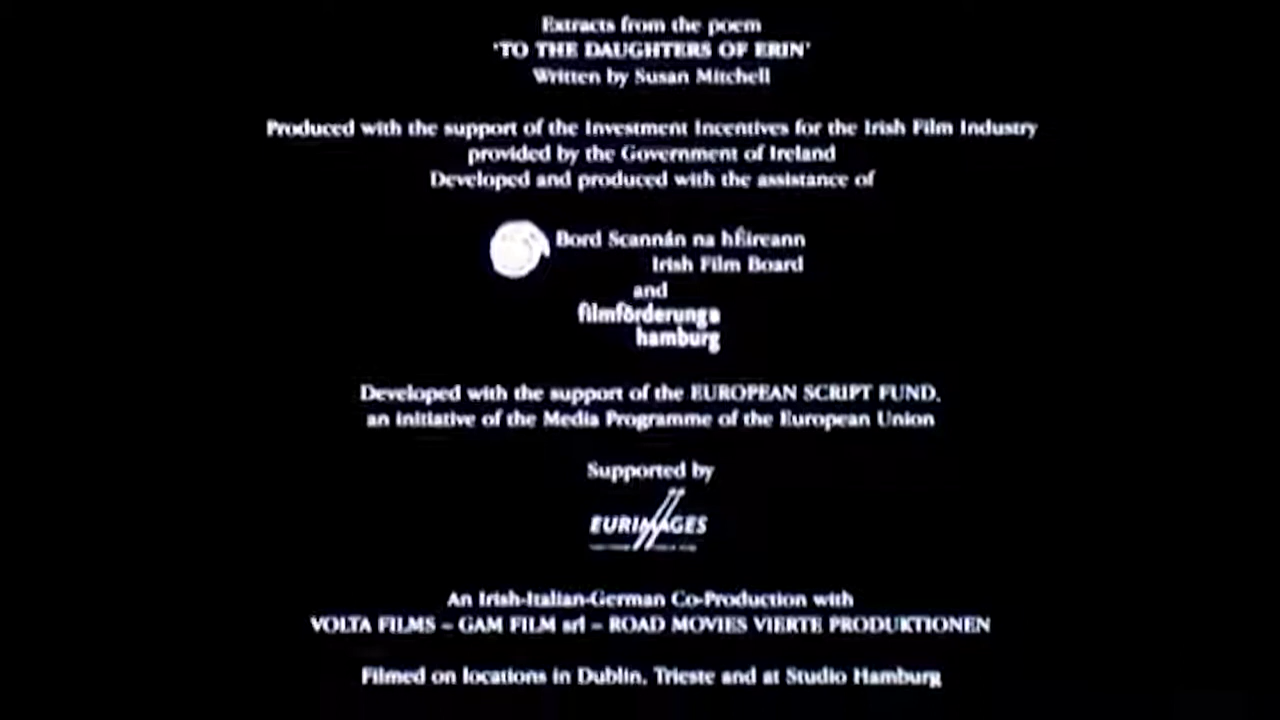 Extracts from the poem
'TO THE DAUGHTERS OF ERIN'
Written by Susan Mitchell
Produced with the support of the Investment Incentives for the Irish Film Industry
provided by the Government of Ireland
Developed and produced with the assistance of
Bord Scannán na hÉireann
Irish Film Board
and
filmförderungs
hamburg
Developed with the support of the EUROPEAN SCRIPT FUND,
an initiative of the Media Programme of the European Union
Supported by
EURIMAGES
An Irish-Italian-German Co-Production with
VOLTA FILMS – GAM FILM srl – ROAD MOVIES VIERTE PRODUKTIONEN
Filmed on locations in Dublin, Trieste and at Studio Hamburg